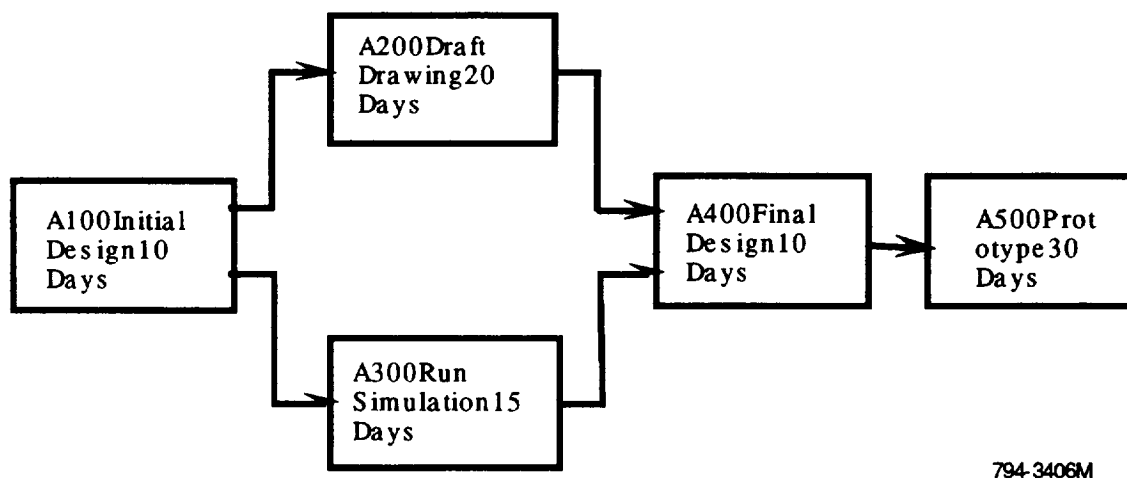 A200Draft
Drawing20
Days
A100Initial
Design10
Days
A400Final
Design10
Days
A500Prot
otype30
Days
A300Run
Simulation15
Days
794-3406M